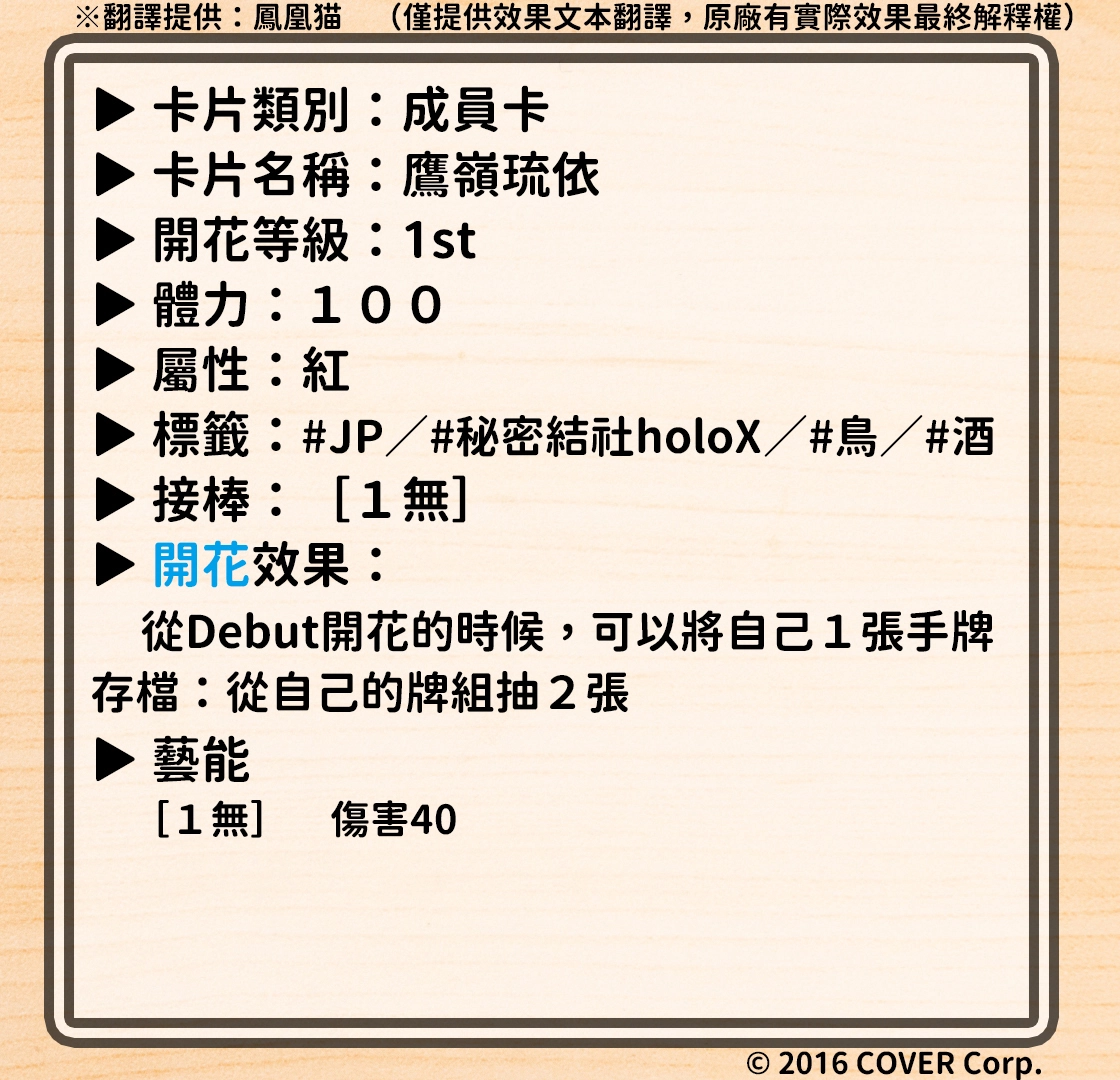 ※翻譯提供：鳳凰猫　（僅提供效果文本翻譯，原廠有實際效果最終解釋權）
▶ 卡片類別：成員卡
▶ 卡片名稱：鷹嶺琉依
▶ 開花等級：1st
▶ 體力：１００
▶ 屬性：紅
▶ 標籤：#JP／#秘密結社holoX／#鳥／#酒
▶ 接棒：［１無］
▶ 開花效果：
從Debut開花的時候，可以將自己１張手牌
存檔：從自己的牌組抽２張
▶ 藝能
［１無］　傷害40
© 2016 COVER Corp.